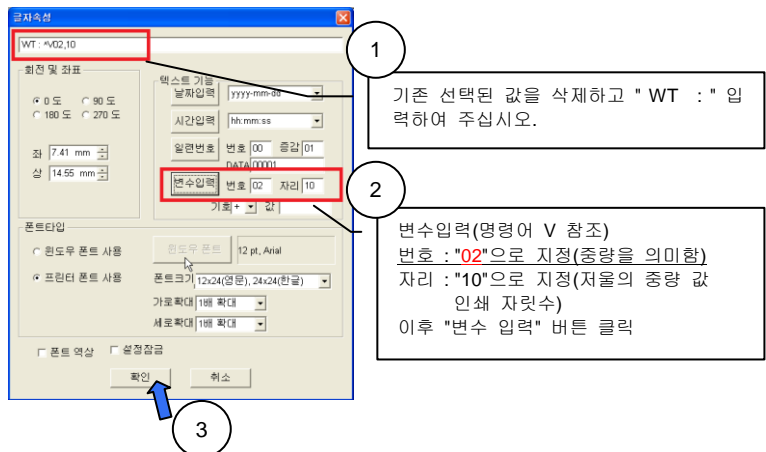 글자속성
WT : ^V02,10
회전 및 좌표
0 도 90 도
180 도 270 도
좌 7.41 mm
상 14.55 mm
텍스트 기능
날짜입력 yyyy-mm-dd
시간입력 hh:mm:ss
일련번호 번호 00 증감 01
DATA 00001
변수입력 번호 02 자리 10
기호 + 값
폰트타입
윈도우 폰트 사용 윈도우 폰트 12 pt, Arial
프린터 폰트 사용 폰트크기 12x24(영문), 24x24(한글)
가로확대 1배 확대
세로확대 1배 확대
폰트 역상 설정잠금
확인 취소
1
기존 선택된 값을 삭제하고 " WT : " 입
력하여 주십시오.
2
변수입력(명령어 V 참조)
번호 : "02"으로 지정(중량을 의미함)
자리 : "10"으로 지정(저울의 중량 값
인쇄 자릿수)
이후 "변수 입력" 버튼 클릭
3